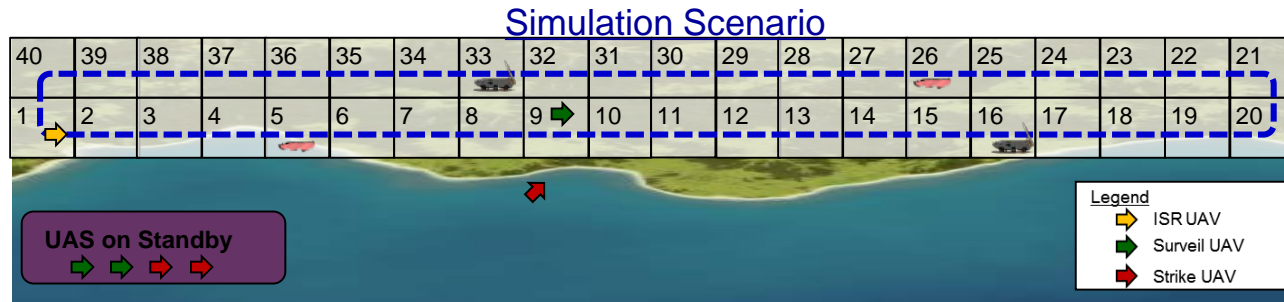 Simulation Scenario
40 39 38 37 36 35 34 33 32 31 30 29 28 27 26 25 24 23 22 21
1 2 3 4 5 6 7 8 9 10 11 12 13 14 15 16 17 18 19 20
Legend
ISR UAV
Surveil UAV
Strike UAV
UAS on Standby